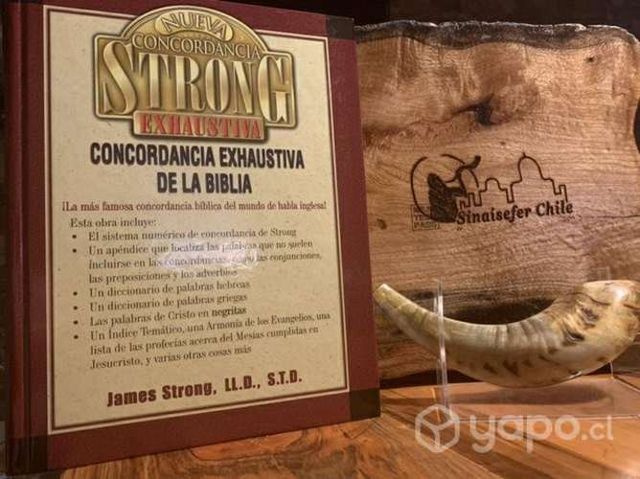 NUEVA
CONCORDANCIA
STRONG
EXHAUSTIVA
CONCORDANCIA EXHAUSTIVA
DE LA BIBLIA
¡La más famosa concordancia bíblica del mundo de habla inglesa!
Esta obra incluye:
• El sistema numérico de concordancia de Strong
• Un apéndice que localiza las palabras que no suelen
incluirse en las concordancias, como las conjunciones,
las preposiciones y los adverbios
• Un diccionario de palabras hebreas
• Un diccionario de palabras griegas
• Las palabras de Cristo en negritas
• Un Índice Temático, una Armonía de los Evangelios, una
lista de las profecías acerca del Mesías cumplidas en
Jesucristo, y varias otras cosas más
James Strong, LL.D., S.T.D.
Sinaisefer Chile
yapo.cl